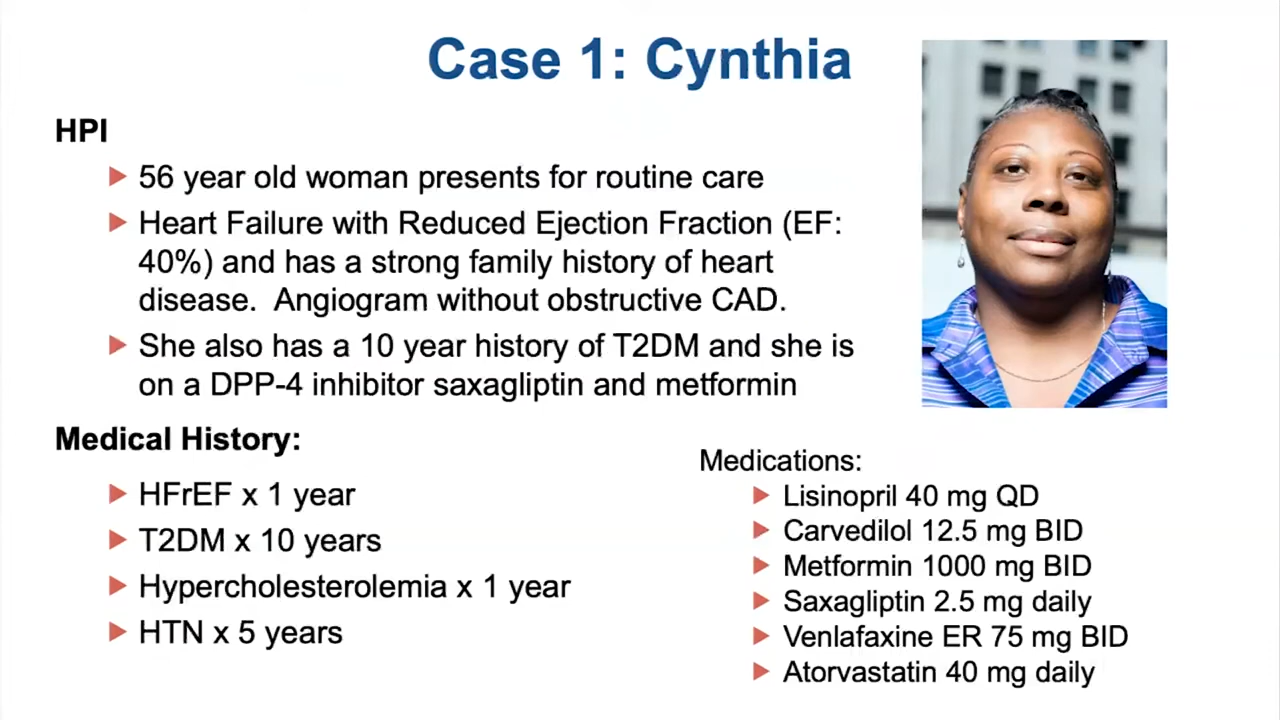 Case 1: Cynthia
HPI
56 year old woman presents for routine care
Heart Failure with Reduced Ejection Fraction (EF:
40%) and has a strong family history of heart
disease. Angiogram without obstructive CAD.
She also has a 10 year history of T2DM and she is
on a DPP-4 inhibitor saxagliptin and metformin
Medical History:
HFrEF x 1 year
T2DM x 10 years
Hypercholesterolemia x 1 year
HTN x 5 years
Medications:
Lisinopril 40 mg QD
Carvedilol 12.5 mg BID
Metformin 1000 mg BID
Saxagliptin 2.5 mg daily
Venlafaxine ER 75 mg BID
Atorvastatin 40 mg daily